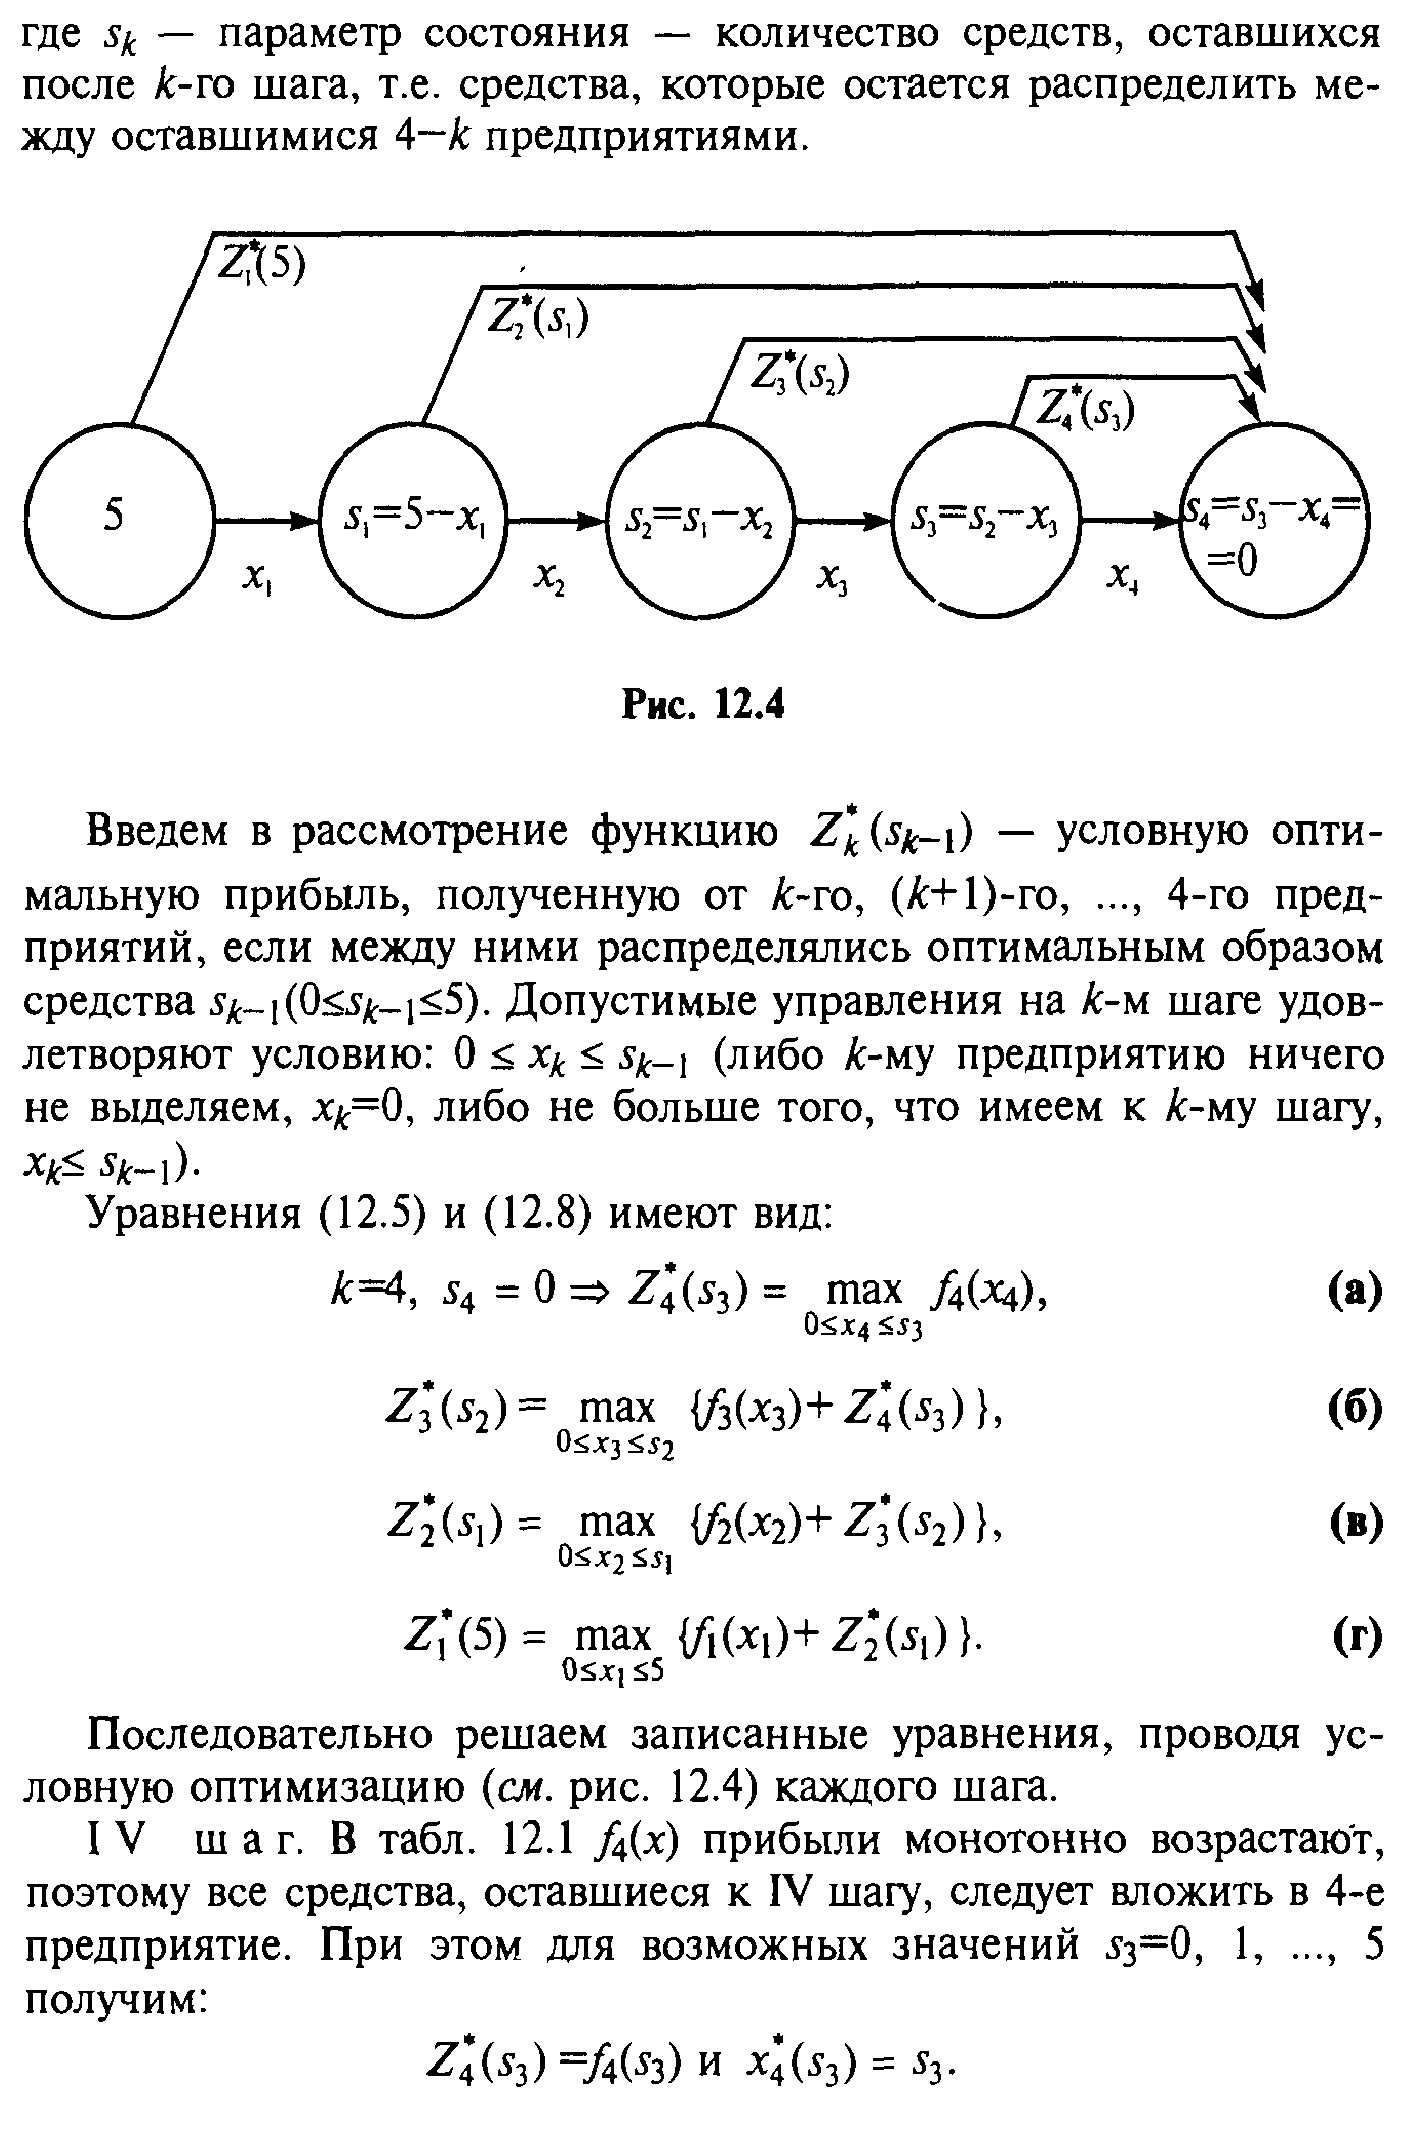 где sₖ — параметр состояния — количество средств, оставшихся
после k-го шага, т.е. средства, которые остается распределить ме-
жду оставшимися 4–k предприятиями.
Z₁*(5)
Z₂*(s₁)
Z₃*(s₂)
Z₄*(s₃)
5
s₁=5–x₁
s₂=s₁–x₂
s₃=s₂–x₃
s₄=s₃–x₄=
=0
x₁
x₂
x₃
x₄
Рис. 12.4
Введем в рассмотрение функцию Zₖ*(sₖ₋₁) — условную опти-
мальную прибыль, полученную от k-го, (k+1)-го, ..., 4-го пред-
приятий, если между ними распределялись оптимальным образом
средства sₖ₋₁(0≤sₖ₋₁≤5). Допустимые управления на k-м шаге удов-
летворяют условию: 0 ≤ xₖ ≤ sₖ₋₁ (либо k-му предприятию ничего
не выделяем, xₖ=0, либо не больше того, что имеем к k-му шагу,
xₖ≤ sₖ₋₁).
Уравнения (12.5) и (12.8) имеют вид:
k=4, s₄ = 0 ⇒ Z₄*(s₃) = max f₄(x₄), (а)
0≤x₄≤s₃
Z₃*(s₂) = max {f₃(x₃)+ Z₄*(s₃)}, (б)
0≤x₃≤s₂
Z₂*(s₁) = max {f₂(x₂)+ Z₃*(s₂)}, (в)
0≤x₂≤s₁
Z₁*(5) = max {f₁(x₁)+ Z₂*(s₁)}. (г)
0≤x₁≤5
Последовательно решаем записанные уравнения, проводя ус-
ловную оптимизацию (см. рис. 12.4) каждого шага.
IV шаг. В табл. 12.1 f₄(x) прибыли монотонно возрастают,
поэтому все средства, оставшиеся к IV шагу, следует вложить в 4-е
предприятие. При этом для возможных значений s₃=0, 1, ..., 5
получим:
Z₄*(s₃) =f₄(s₃) и x₄*(s₃) = s₃.